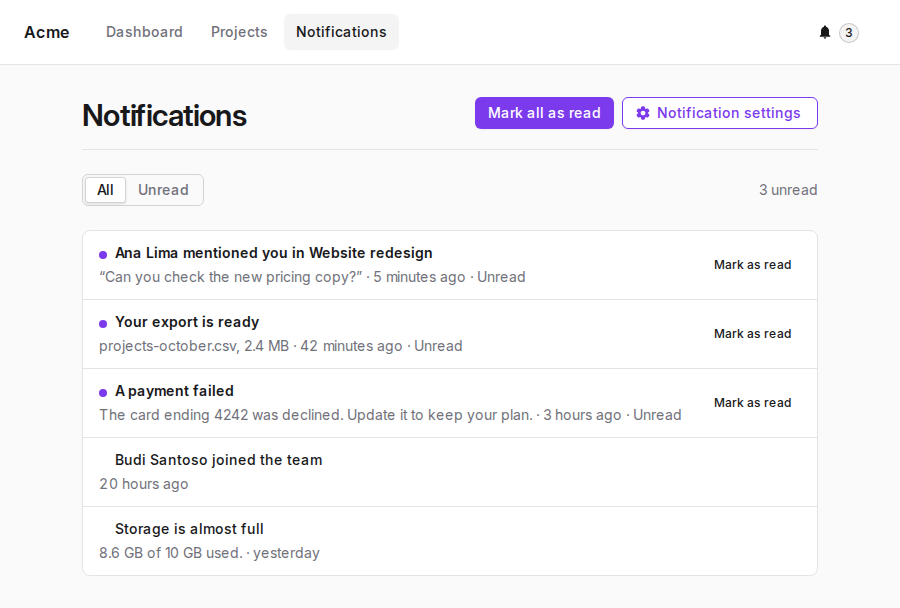 Acme Dashboard Projects Notifications 3
Notifications Mark all as read Notification settings
All Unread 3 unread
Ana Lima mentioned you in Website redesign
“Can you check the new pricing copy?” · 5 minutes ago · Unread
Mark as read
Your export is ready
projects-october.csv, 2.4 MB · 42 minutes ago · Unread
Mark as read
A payment failed
The card ending 4242 was declined. Update it to keep your plan. · 3 hours ago · Unread
Mark as read
Budi Santoso joined the team
20 hours ago
Storage is almost full
8.6 GB of 10 GB used. · yesterday